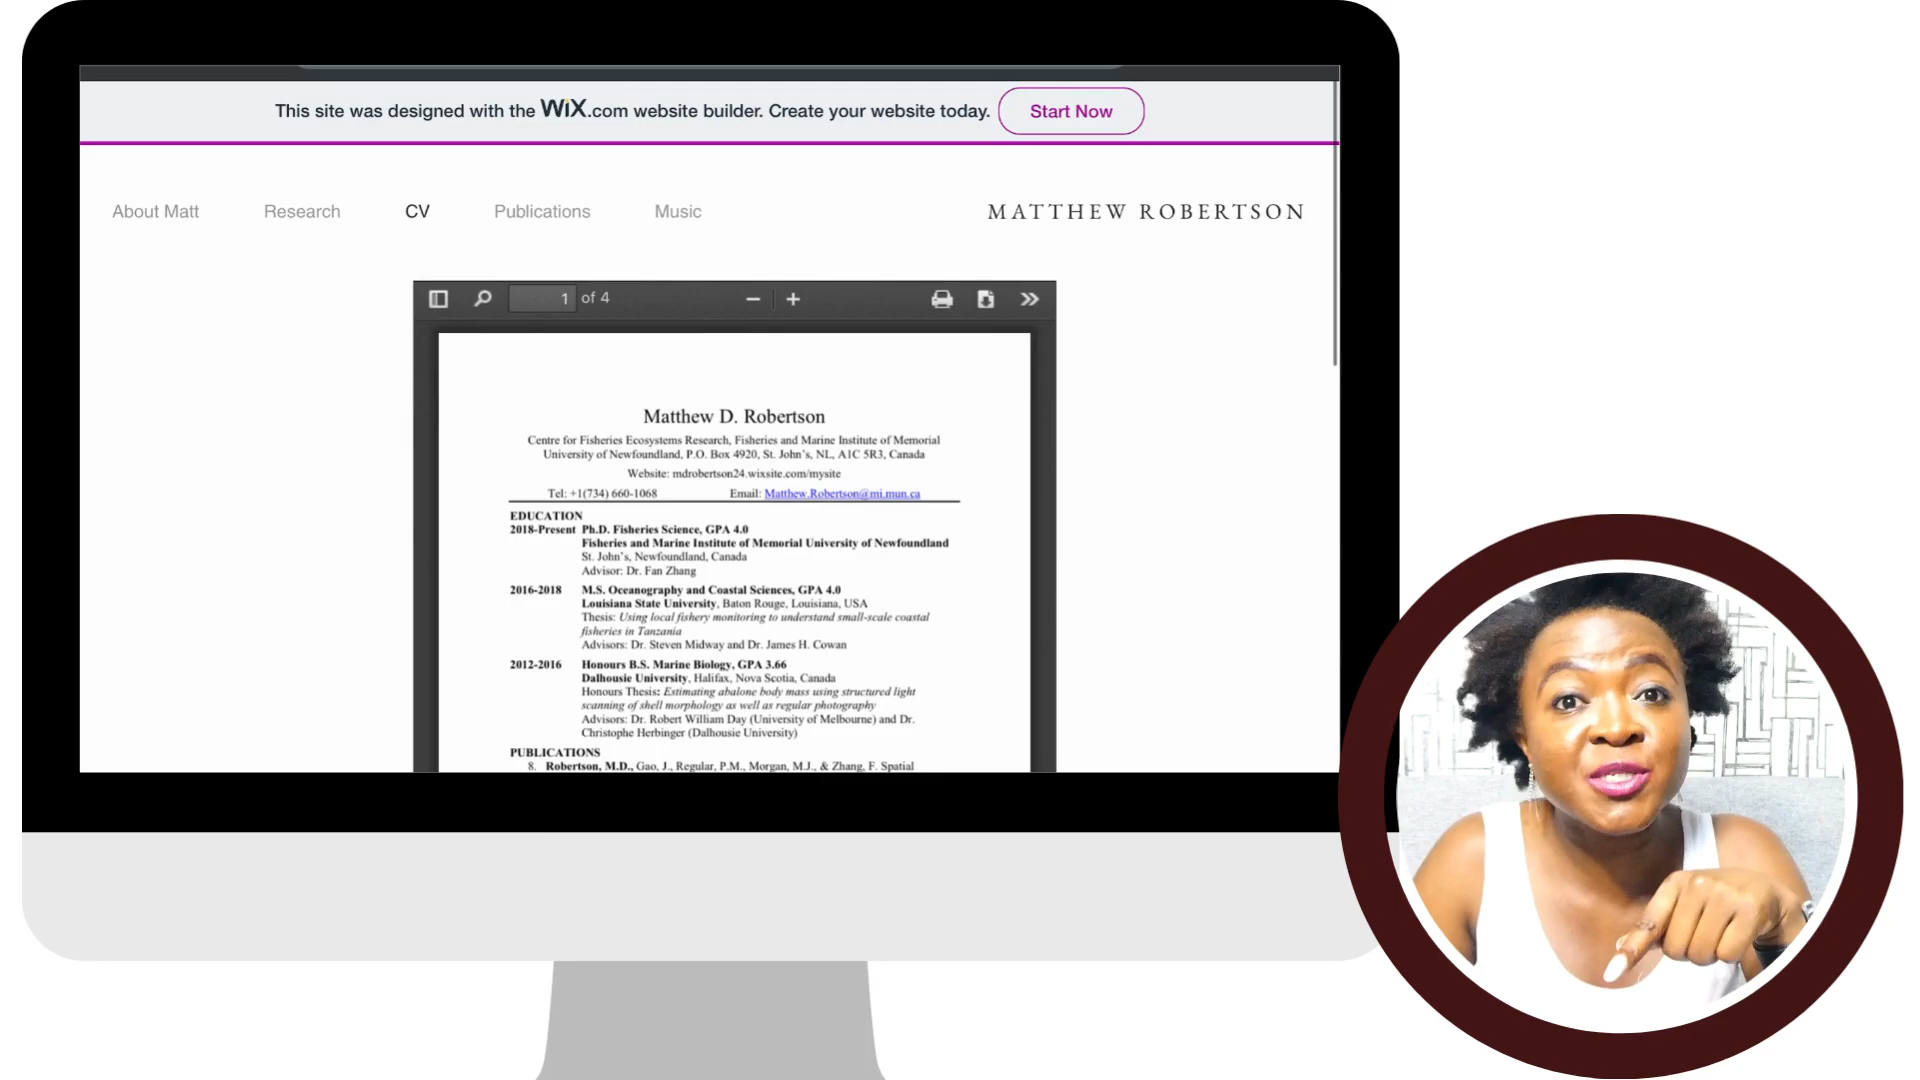 This site was designed with the WiX.com website builder. Create your website today. Start Now
About Matt Research CV Publications Music MATTHEW ROBERTSON
1 of 4
Matthew D. Robertson
Centre for Fisheries Ecosystems Research, Fisheries and Marine Institute of Memorial
University of Newfoundland, P.O. Box 4920, St. John's, NL, A1C 5R3, Canada
Website: mdrobertson24.wixsite.com/mysite
Tel: +1(734) 660-1068 Email: Matthew.Robertson@mi.mun.ca
EDUCATION
2018-Present Ph.D. Fisheries Science, GPA 4.0
Fisheries and Marine Institute of Memorial University of Newfoundland
St. John's, Newfoundland, Canada
Advisor: Dr. Fan Zhang
2016-2018 M.S. Oceanography and Coastal Sciences, GPA 4.0
Louisiana State University, Baton Rouge, Louisiana, USA
Thesis: Using local fishery monitoring to understand small-scale coastal
fisheries in Tanzania
Advisors: Dr. Steven Midway and Dr. James H. Cowan
2012-2016 Honours B.S. Marine Biology, GPA 3.66
Dalhousie University, Halifax, Nova Scotia, Canada
Honours Thesis: Estimating abalone body mass using structured light
scanning of shell morphology as well as regular photography
Advisors: Dr. Robert William Day (University of Melbourne) and Dr.
Christophe Herbinger (Dalhousie University)
PUBLICATIONS
8. Robertson, M.D., Gao, J., Regular, P.M., Morgan, M.J., & Zhang, F. Spatial